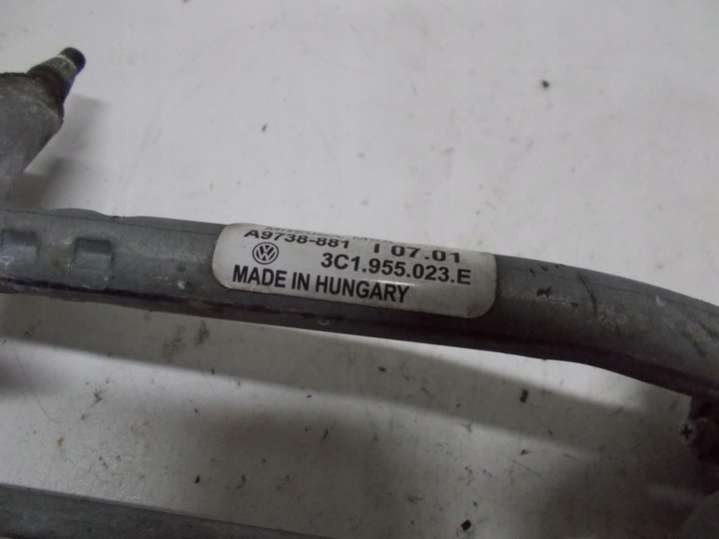 A9738-881 I 07.01
3C1.955.023.E
MADE IN HUNGARY